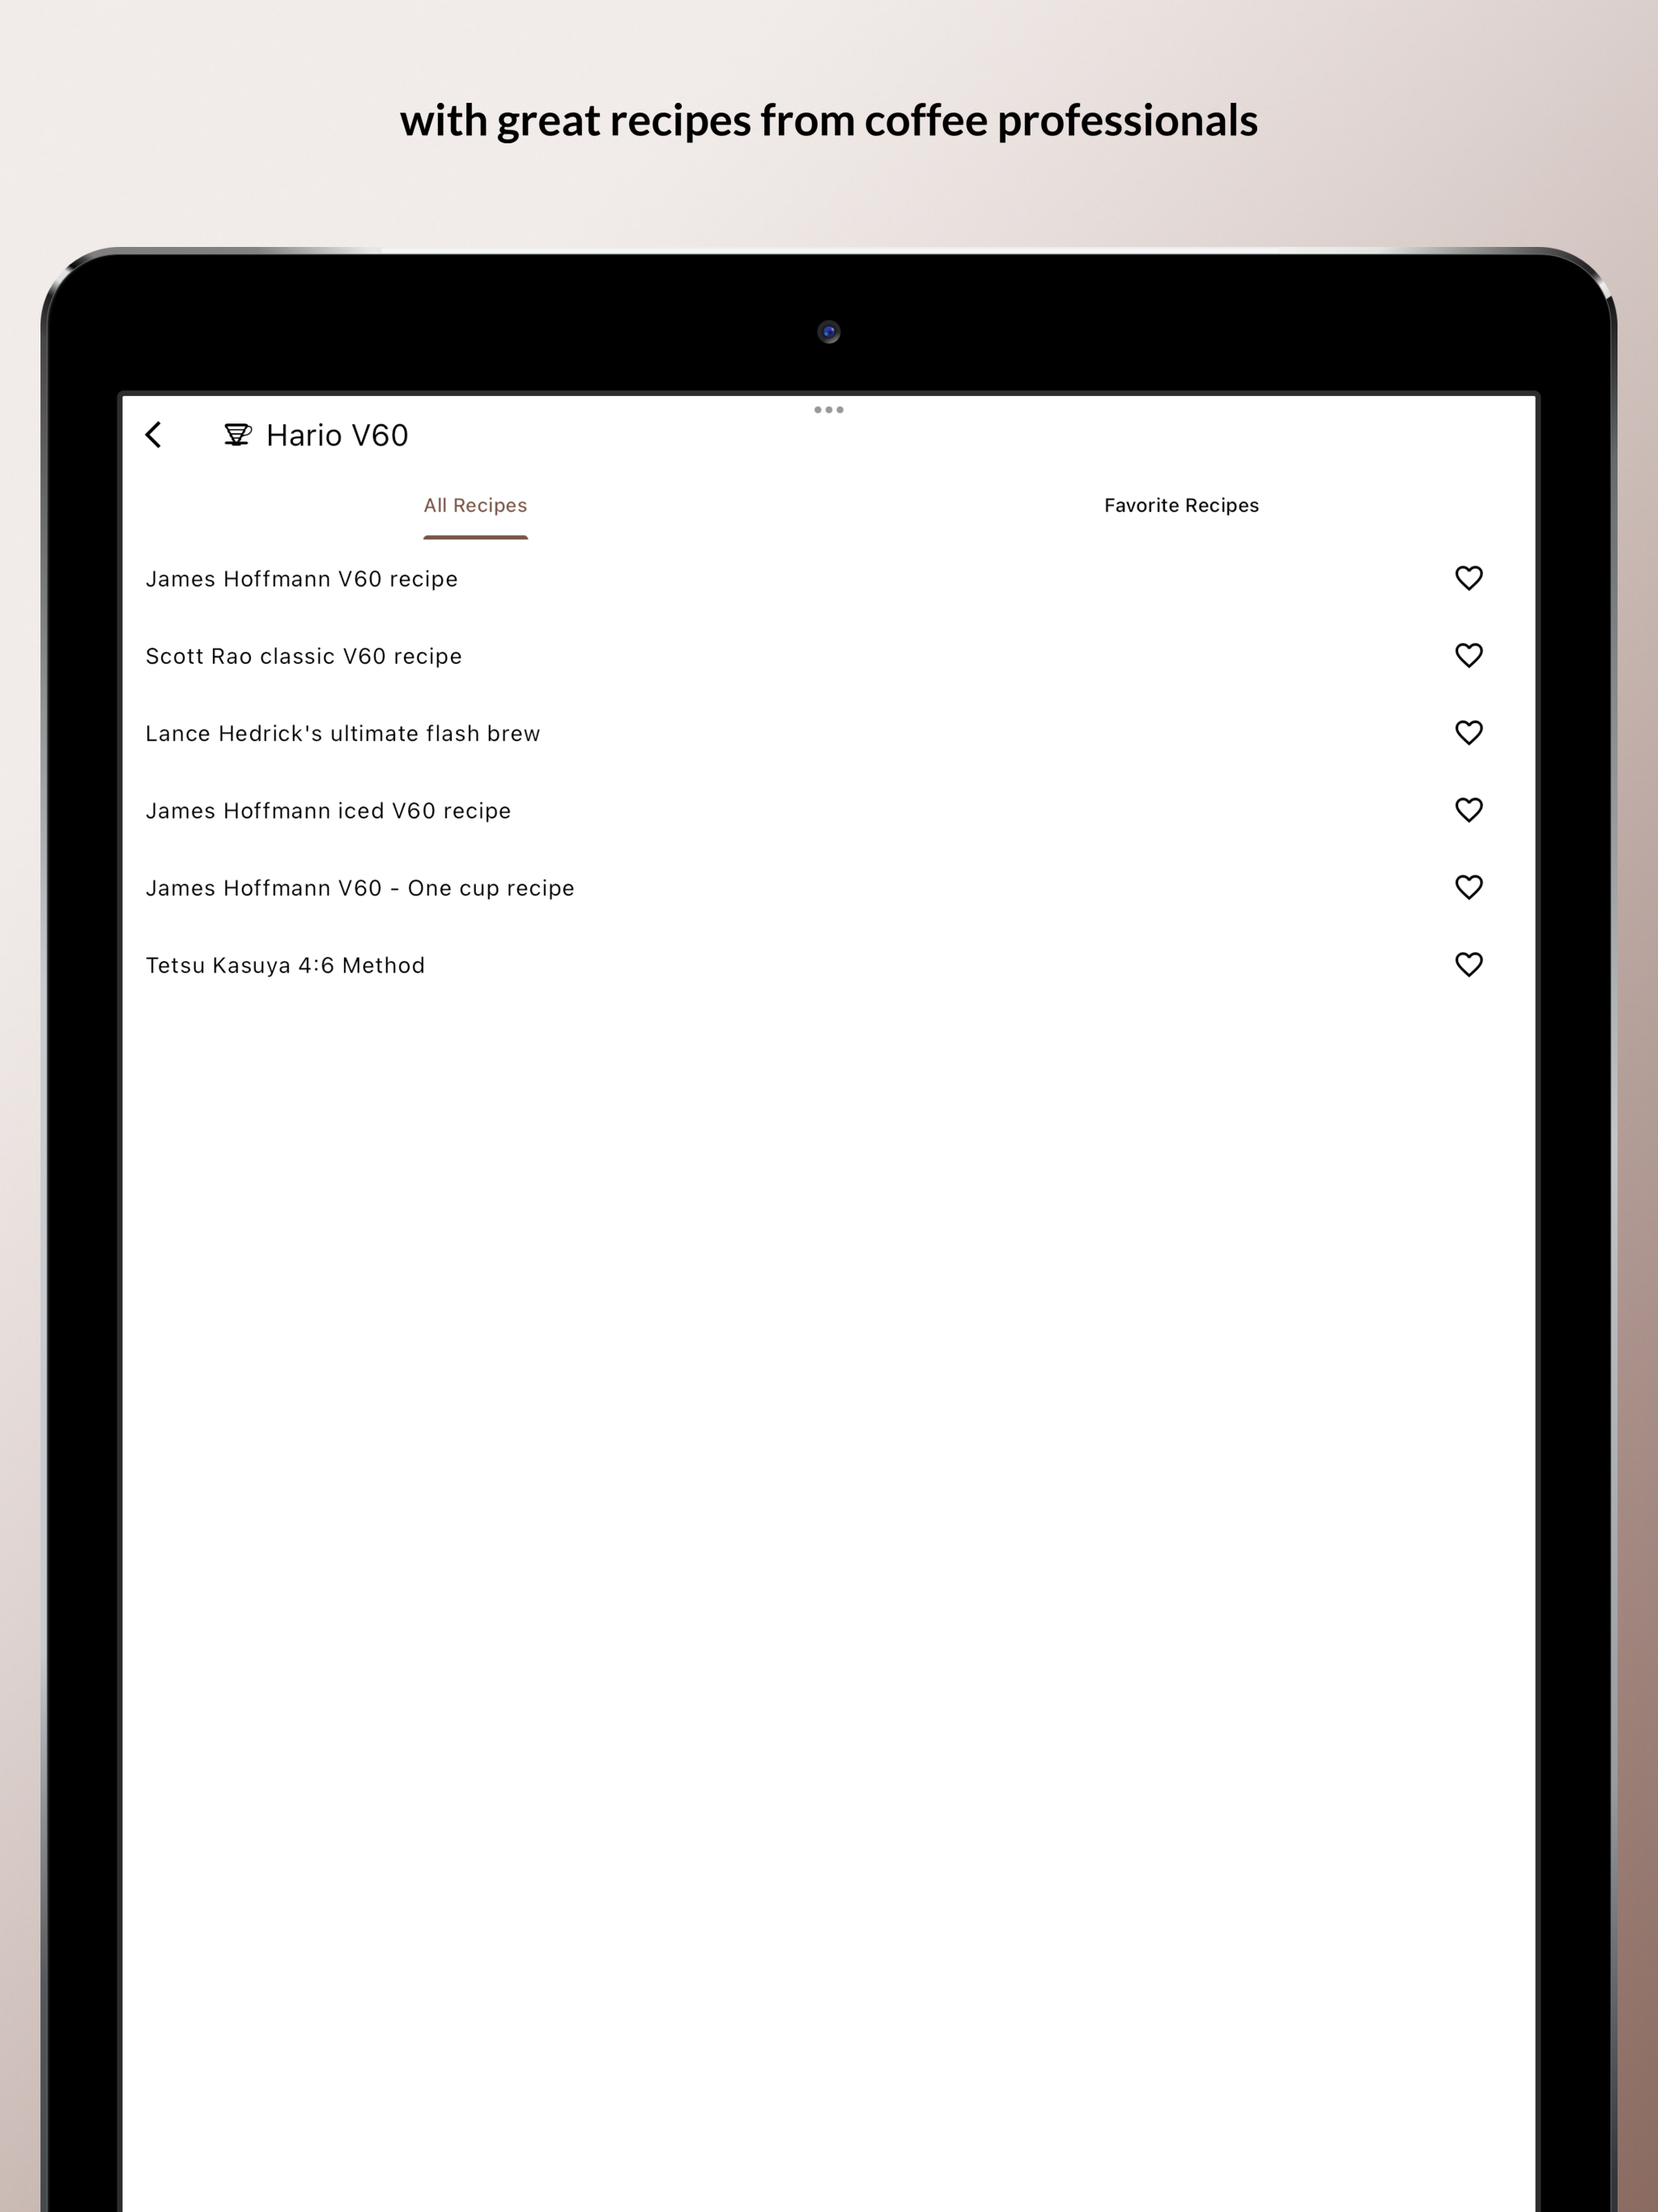 with great recipes from coffee professionals
Hario V60
All Recipes
Favorite Recipes
James Hoffmann V60 recipe
Scott Rao classic V60 recipe
Lance Hedrick's ultimate flash brew
James Hoffmann iced V60 recipe
James Hoffmann V60 - One cup recipe
Tetsu Kasuya 4:6 Method